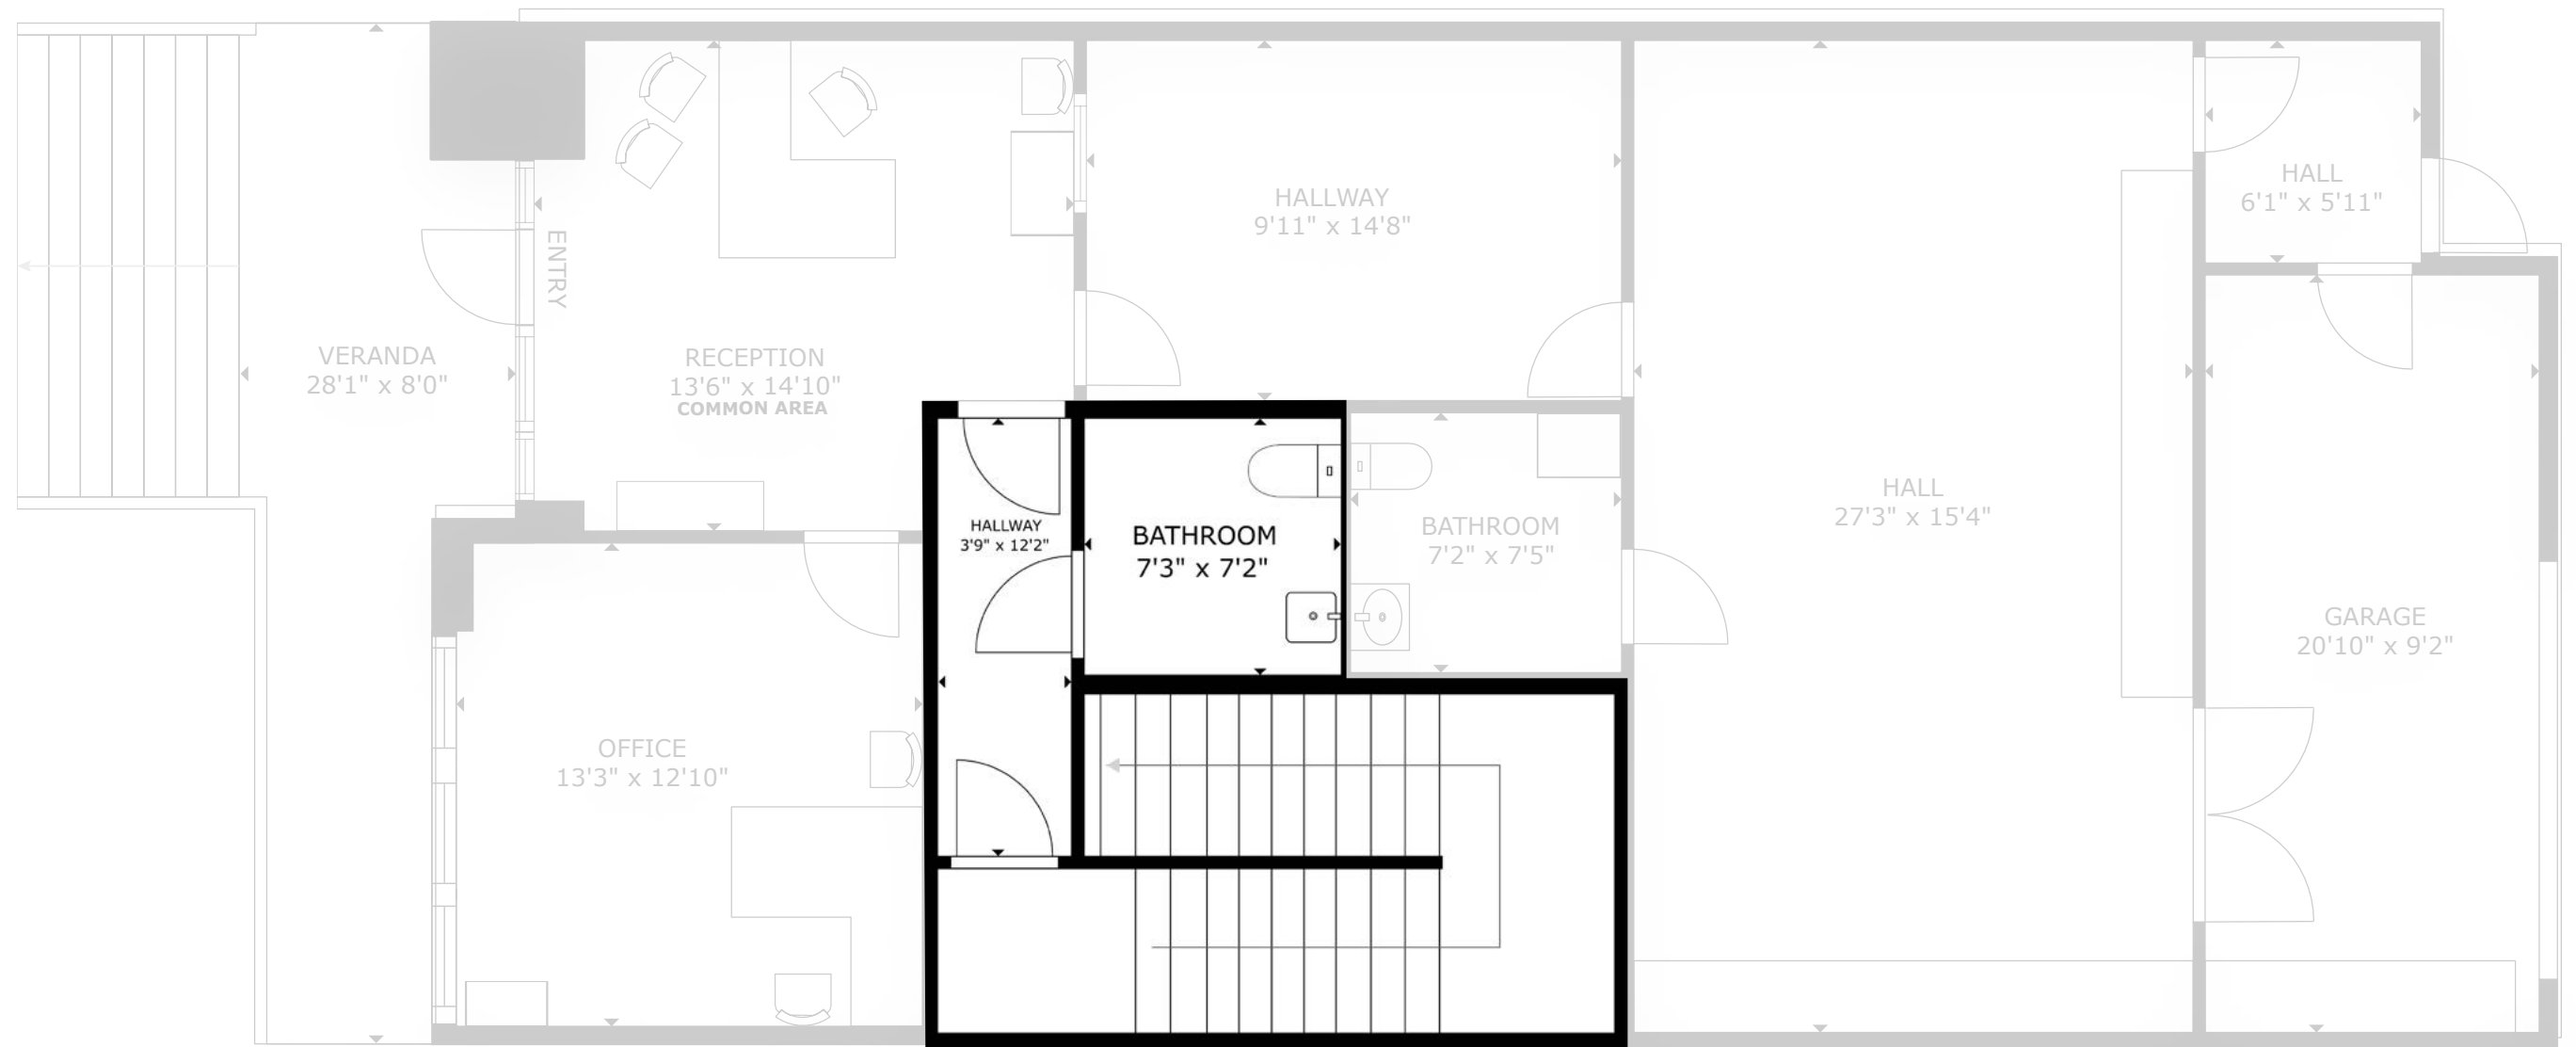 HALLWAY
9'11" x 14'8"
HALL
6'1" x 5'11"
ENTRY
VERANDA
28'1" x 8'0"
RECEPTION
13'6" x 14'10"
COMMON AREA
HALL
27'3" x 15'4"
HALLWAY
3'9" x 12'2"
BATHROOM
7'3" x 7'2"
BATHROOM
7'2" x 7'5"
GARAGE
20'10" x 9'2"
OFFICE
13'3" x 12'10"